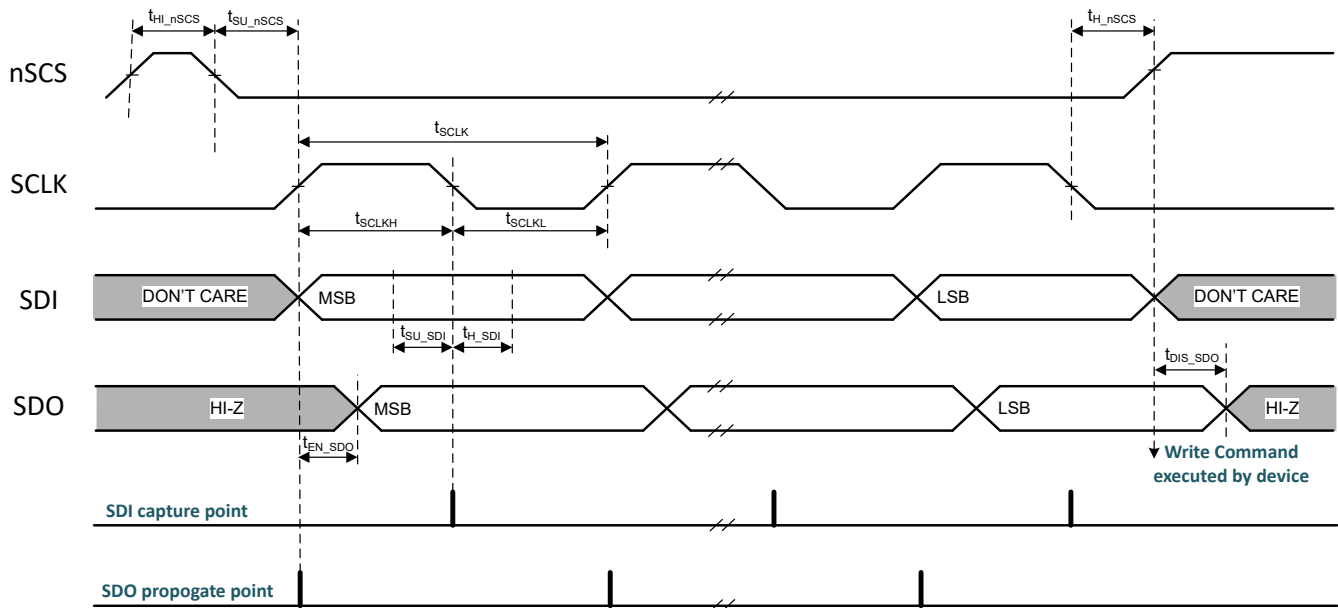 tHI_nSCS
tSU_nSCS
tH_nSCS
nSCS
tSCLK
SCLK
tSCLKH
tSCLKL
SDI
DON'T CARE
MSB
LSB
DON'T CARE
tSU_SDI
tH_SDI
tDIS_SDO
SDO
HI-Z
MSB
LSB
HI-Z
tEN_SDO
Write Command
executed by device
SDI capture point
SDO propogate point